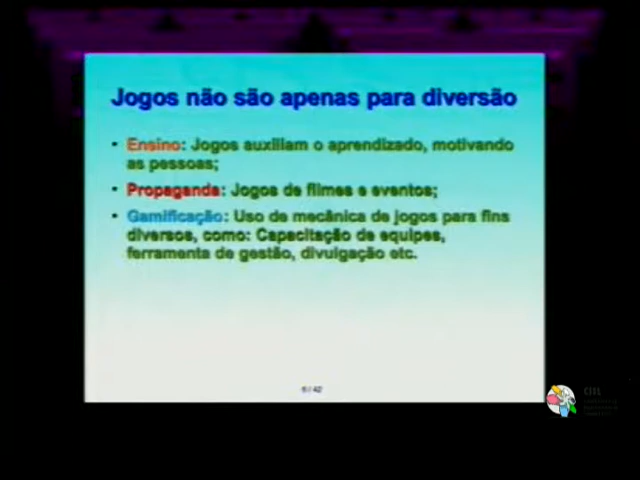 Jogos não são apenas para diversão
• Ensino: Jogos auxiliam o aprendizado, motivando
as pessoas;
• Propaganda: Jogos de filmes e eventos;
• Gamificação: Uso de mecânica de jogos para fins
diversos, como: Capacitação de equipes,
ferramenta de gestão, divulgação etc.